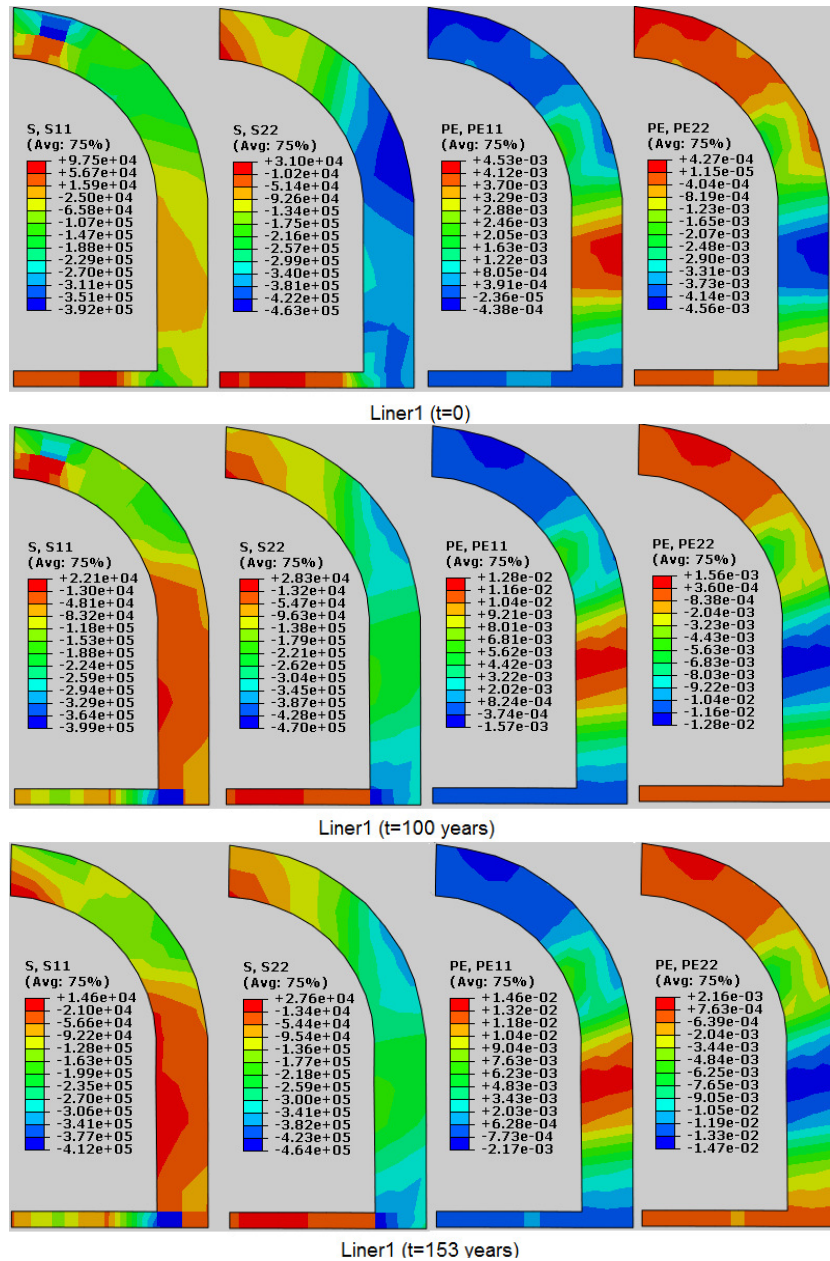 S, S11
(Avg: 75%)
+9.75e+04
+5.67e+04
+1.59e+04
-2.50e+04
-6.58e+04
-1.07e+05
-1.47e+05
-1.88e+05
-2.29e+05
-2.70e+05
-3.11e+05
-3.51e+05
-3.92e+05
S, S22
(Avg: 75%)
+3.10e+04
-1.02e+04
-5.14e+04
-9.26e+04
-1.34e+05
-1.75e+05
-2.16e+05
-2.57e+05
-2.99e+05
-3.40e+05
-3.81e+05
-4.22e+05
-4.63e+05
PE, PE11
(Avg: 75%)
+4.53e-03
+4.12e-03
+3.70e-03
+3.29e-03
+2.88e-03
+2.46e-03
+2.05e-03
+1.63e-03
+1.22e-03
+8.05e-04
+3.91e-04
-2.36e-05
-4.38e-04
PE, PE22
(Avg: 75%)
+4.27e-04
+1.15e-05
-4.04e-04
-8.19e-04
-1.23e-03
-1.65e-03
-2.07e-03
-2.48e-03
-2.90e-03
-3.31e-03
-3.73e-03
-4.14e-03
-4.56e-03
Liner1 (t=0)
S, S11
(Avg: 75%)
+2.21e+04
-1.30e+04
-4.81e+04
-8.32e+04
-1.18e+05
-1.53e+05
-1.88e+05
-2.24e+05
-2.59e+05
-2.94e+05
-3.29e+05
-3.64e+05
-3.99e+05
S, S22
(Avg: 75%)
+2.83e+04
-1.32e+04
-5.47e+04
-9.63e+04
-1.38e+05
-1.79e+05
-2.21e+05
-2.62e+05
-3.04e+05
-3.45e+05
-3.87e+05
-4.28e+05
-4.70e+05
PE, PE11
(Avg: 75%)
+1.28e-02
+1.16e-02
+1.04e-02
+9.21e-03
+8.01e-03
+6.81e-03
+5.62e-03
+4.42e-03
+3.22e-03
+2.02e-03
+8.24e-04
-3.74e-04
-1.57e-03
PE, PE22
(Avg: 75%)
+1.56e-03
+3.60e-04
-8.38e-04
-2.04e-03
-3.23e-03
-4.43e-03
-5.63e-03
-6.83e-03
-8.03e-03
-9.22e-03
-1.04e-02
-1.16e-02
-1.28e-02
Liner1 (t=100 years)
S, S11
(Avg: 75%)
+1.46e+04
-2.10e+04
-5.66e+04
-9.22e+04
-1.28e+05
-1.63e+05
-1.99e+05
-2.35e+05
-2.70e+05
-3.06e+05
-3.41e+05
-3.77e+05
-4.12e+05
S, S22
(Avg: 75%)
+2.76e+04
-1.34e+04
-5.44e+04
-9.54e+04
-1.36e+05
-1.77e+05
-2.18e+05
-2.59e+05
-3.00e+05
-3.41e+05
-3.82e+05
-4.23e+05
-4.64e+05
PE, PE11
(Avg: 75%)
+1.46e-02
+1.32e-02
+1.18e-02
+1.04e-02
+9.04e-03
+7.63e-03
+6.23e-03
+4.83e-03
+3.43e-03
+2.03e-03
+6.28e-04
-7.73e-04
-2.17e-03
PE, PE22
(Avg: 75%)
+2.16e-03
+7.63e-04
-6.39e-04
-2.04e-03
-3.44e-03
-4.84e-03
-6.25e-03
-7.65e-03
-9.05e-03
-1.05e-02
-1.19e-02
-1.33e-02
-1.47e-02
Liner1 (t=153 years)